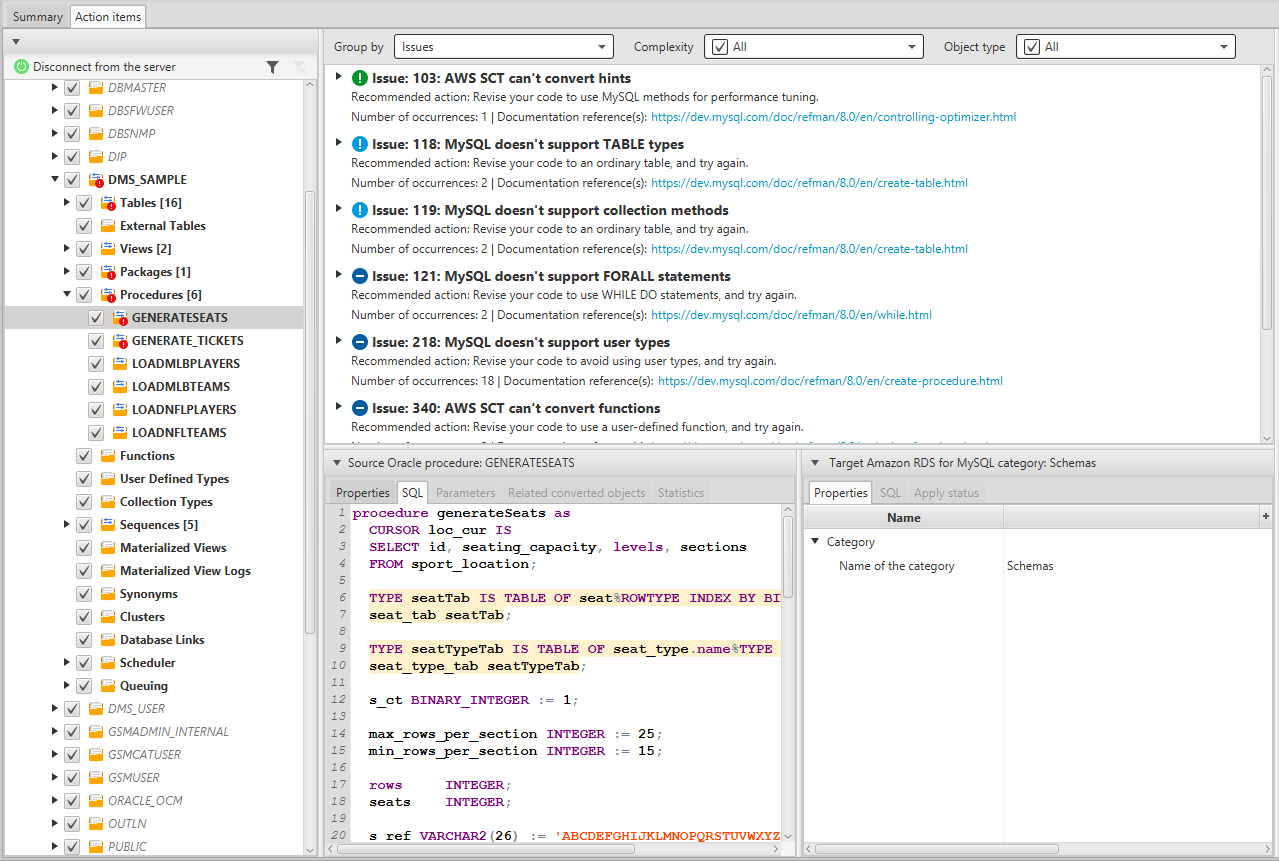 Summary
Action items
Disconnect from the server
DBMASTER
DBSFWUSER
DBSNMP
DIP
DMS_SAMPLE
Tables [16]
External Tables
Views [2]
Packages [1]
Procedures [6]
GENERATESEATS
GENERATE_TICKETS
LOADMLBPLAYERS
LOADMLBTEAMS
LOADNFLPLAYERS
LOADNFLTEAMS
Functions
User Defined Types
Collection Types
Sequences [5]
Materialized Views
Materialized View Logs
Synonyms
Clusters
Database Links
Scheduler
Queuing
DMS_USER
GSMADMIN_INTERNAL
GSMCATUSER
GSMUSER
ORACLE_OCM
OUTLN
PUBLIC
Group by Issues Complexity All Object type All
Issue: 103: AWS SCT can't convert hints
Recommended action: Revise your code to use MySQL methods for performance tuning.
Number of occurrences: 1 | Documentation reference(s): https://dev.mysql.com/doc/refman/8.0/en/controlling-optimizer.html
Issue: 118: MySQL doesn't support TABLE types
Recommended action: Revise your code to an ordinary table, and try again.
Number of occurrences: 2 | Documentation reference(s): https://dev.mysql.com/doc/refman/8.0/en/create-table.html
Issue: 119: MySQL doesn't support collection methods
Recommended action: Revise your code to an ordinary table, and try again.
Number of occurrences: 2 | Documentation reference(s): https://dev.mysql.com/doc/refman/8.0/en/create-table.html
Issue: 121: MySQL doesn't support FORALL statements
Recommended action: Revise your code to use WHILE DO statements, and try again.
Number of occurrences: 2 | Documentation reference(s): https://dev.mysql.com/doc/refman/8.0/en/while.html
Issue: 218: MySQL doesn't support user types
Recommended action: Revise your code to avoid using user types, and try again.
Number of occurrences: 18 | Documentation reference(s): https://dev.mysql.com/doc/refman/8.0/en/create-procedure.html
Issue: 340: AWS SCT can't convert functions
Recommended action: Revise your code to use a user-defined function, and try again.
Source Oracle procedure: GENERATESEATS
Properties SQL Parameters Related converted objects Statistics
1 procedure generateSeats as
2 CURSOR loc_cur IS
3 SELECT id, seating_capacity, levels, sections
4 FROM sport_location;
5
6 TYPE seatTab IS TABLE OF seat%ROWTYPE INDEX BY BI
7 seat_tab seatTab;
8
9 TYPE seatTypeTab IS TABLE OF seat_type.name%TYPE
10 seat_type_tab seatTypeTab;
11
12 s_ct BINARY_INTEGER := 1;
13
14 max_rows_per_section INTEGER := 25;
15 min_rows_per_section INTEGER := 15;
16
17 rows INTEGER;
18 seats INTEGER;
19
20 s_ref VARCHAR2(26) := 'ABCDEFGHIJKLMNOPQRSTUVWXYZ
Target Amazon RDS for MySQL category: Schemas
Properties SQL Apply status
Name +
Category
Name of the category Schemas